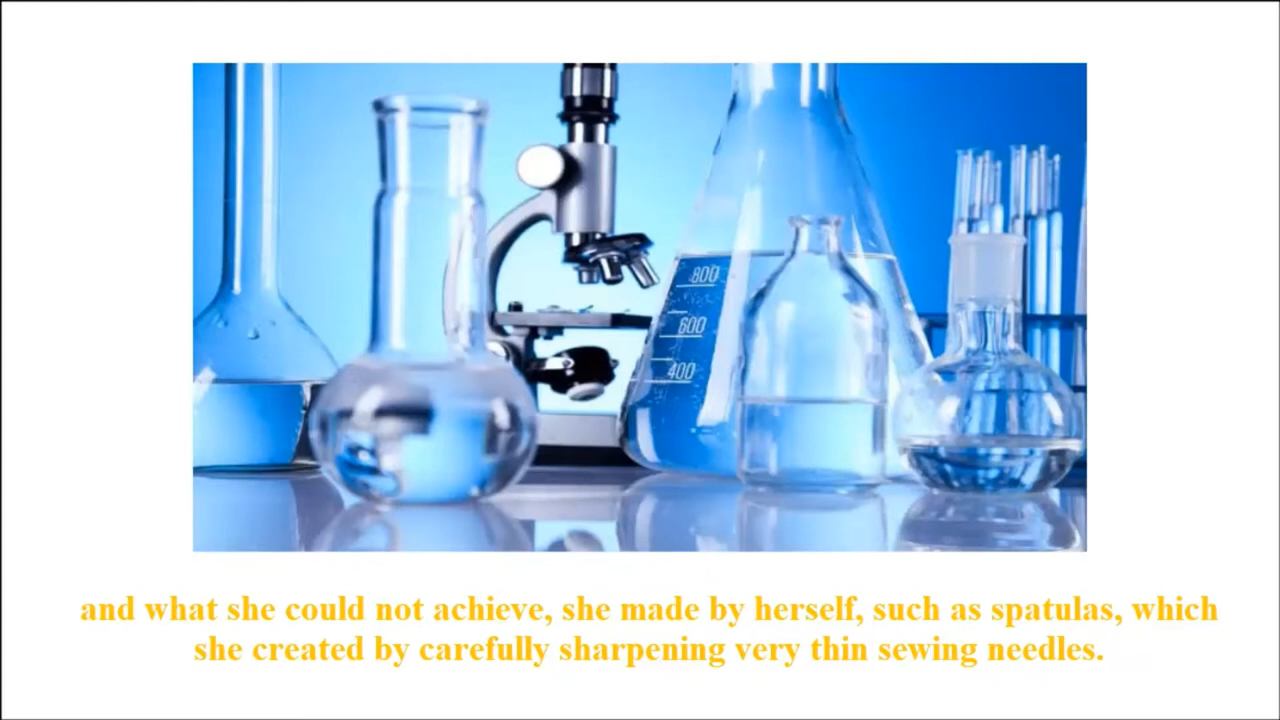 800
600
400
and what she could not achieve, she made by herself, such as spatulas, which
she created by carefully sharpening very thin sewing needles.